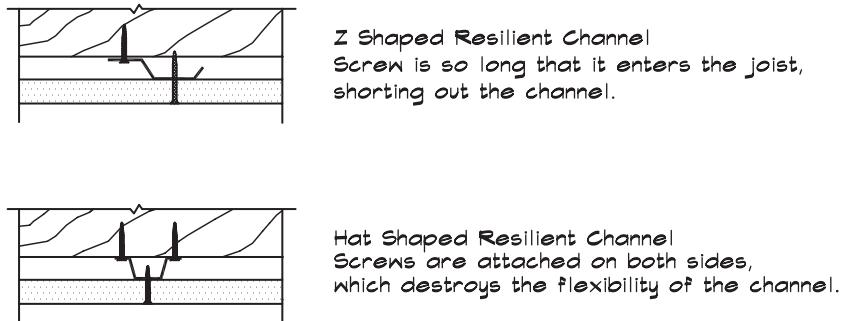 Z Shaped Resilient Channel
Screw is so long that it enters the joist,
shorting out the channel.
Hat Shaped Resilient Channel
Screws are attached on both sides,
which destroys the flexibility of the channel.